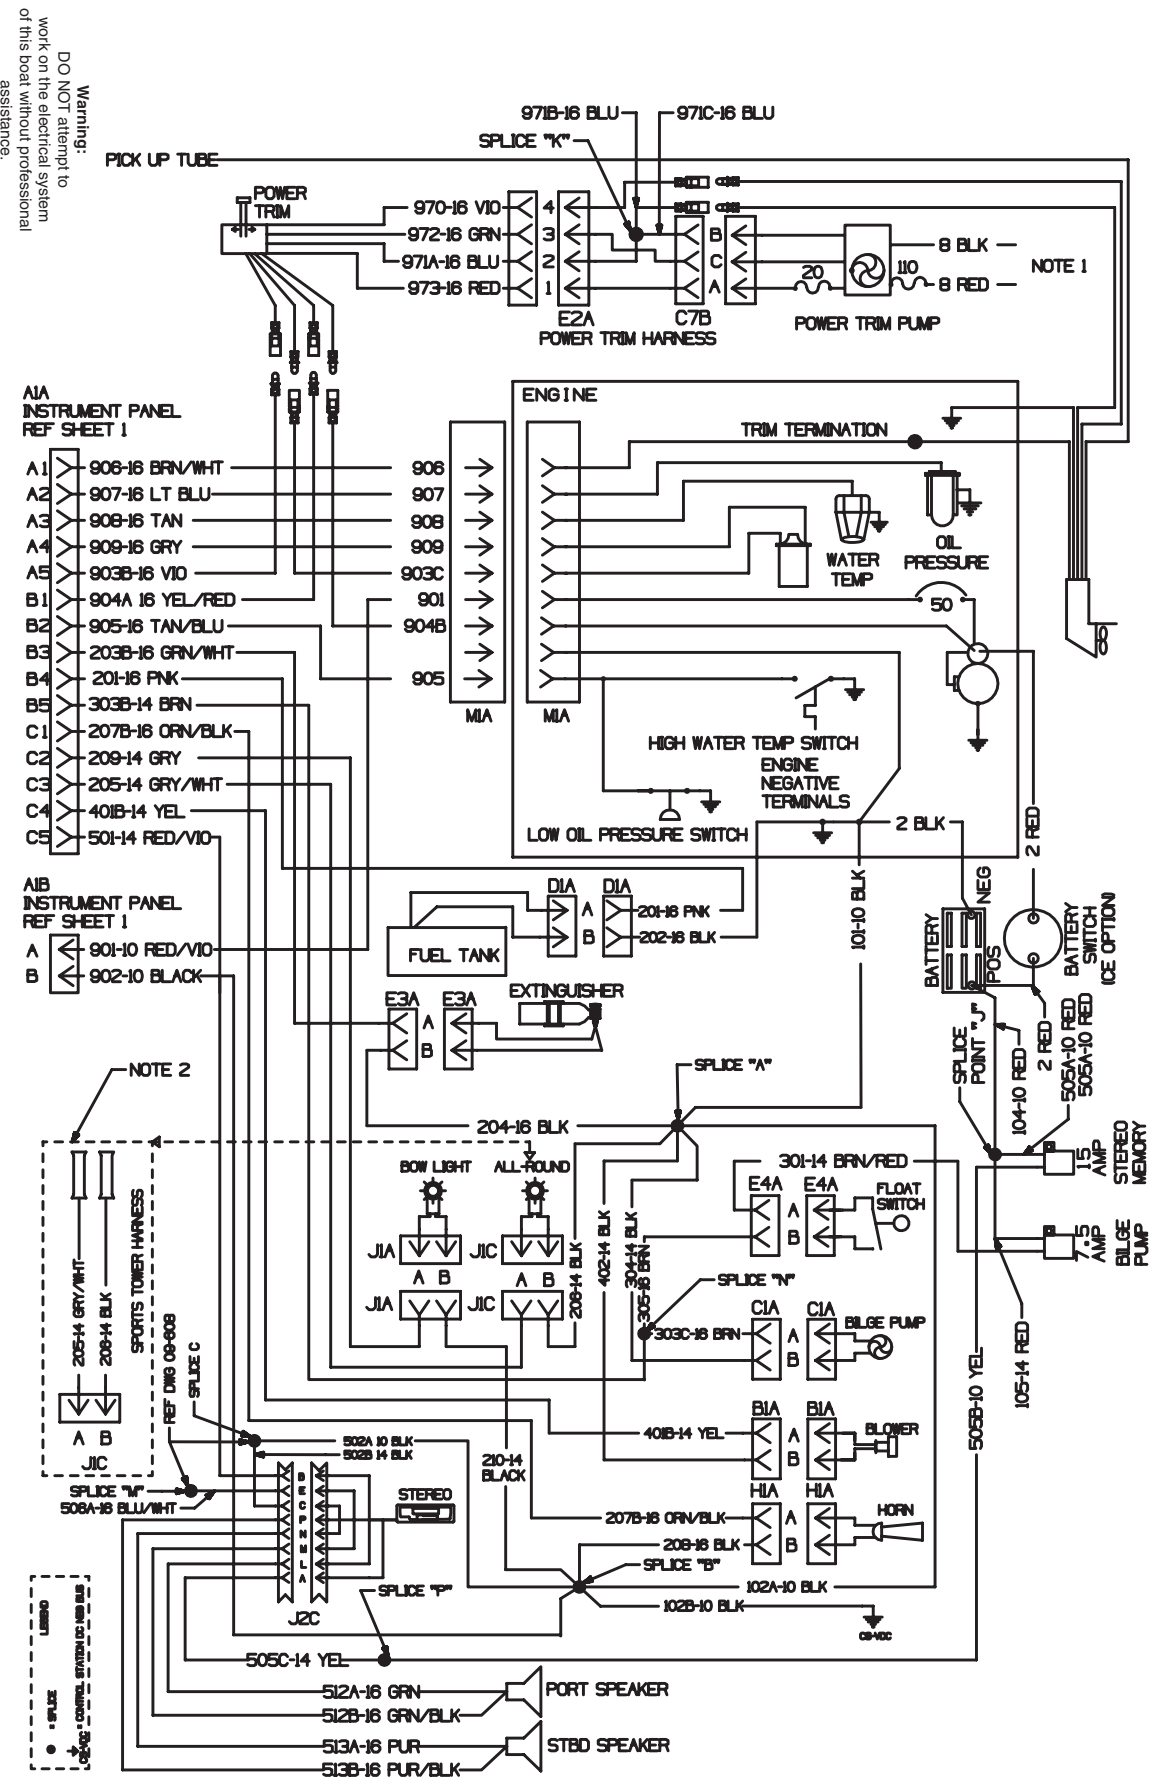 Warning:
DO NOT attempt to
work on the electrical system
of this boat without professional
assistance.
971B-16 BLU
971C-16 BLU
SPLICE "K"
PICK UP TUBE
POWER
TRIM
970-16 VIO
972-16 GRN
971A-16 BLU
973-16 RED
4
3
2
1
E2A
POWER TRIM HARNESS
B
C
A
C7B
20
110
8 BLK
8 RED
NOTE 1
POWER TRIM PUMP
A1A
INSTRUMENT PANEL
REF SHEET 1
A1 906-16 BRN/WHT
A2 907-16 LT BLU
A3 908-16 TAN
A4 909-16 GRY
A5 903B-16 VIO
B1 904A 16 YEL/RED
B2 905-16 TAN/BLU
B3 203B-16 GRN/WHT
B4 201-16 PNK
B5 303B-14 BRN
C1 207B-16 ORN/BLK
C2 209-14 GRY
C3 205-14 GRY/WHT
C4 401B-14 YEL
C5 501-14 RED/VIO
906
907
908
909
903C
901
904B
905
M1A
M1A
ENGINE
TRIM TERMINATION
OIL
PRESSURE
WATER
TEMP
50
HIGH WATER TEMP SWITCH
ENGINE
NEGATIVE
TERMINALS
LOW OIL PRESSURE SWITCH
2 BLK
2 RED
A1B
INSTRUMENT PANEL
REF SHEET 1
A 901-10 RED/VIO
B 902-10 BLACK
D1A
D1A
A
B
201-16 PNK
202-16 BLK
FUEL TANK
101-10 BLK
BATTERY
NEG
POS
BATTERY
SWITCH
(CE OPTION)
E3A
E3A
A
B
EXTINGUISHER
SPLICE
POINT "J"
104-10 RED
2 RED
505A-10 RED
505A-10 RED
NOTE 2
SPLICE "A"
204-16 BLK
BOW LIGHT
ALL-ROUND
301-14 BRN/RED
E4A
E4A
A
B
FLOAT
SWITCH
15
AMP
STEREO
MEMORY
7.5
AMP
BILGE
PUMP
J1A
J1C
A B
B
J1A
J1C
208-14 BLK
402-14 BLK
304-14 BLK
305-16 BRN
SPLICE "N"
303C-16 BRN
C1A
C1A
A
B
BILGE PUMP
205-14 GRY/WHT
206-14 BLK
SPORTS TOWER HARNESS
A B
J1C
REF DWG 09-808
SPLICE C
505B-10 YEL
105-14 RED
401B-14 YEL
B1A
B1A
A
B
BLOWER
502A 10 BLK
502B 14 BLK
210-14
BLACK
SPLICE "M"
508A-16 BLU/WHT
B
E
C
P
N
M
L
A
J2C
STEREO
207B-16 ORN/BLK
208-16 BLK
H1A
H1A
A
B
HORN
SPLICE "B"
SPLICE "P"
102A-10 BLK
102B-10 BLK
505C-14 YEL
512A-16 GRN
512B-16 GRN/BLK
PORT SPEAKER
513A-16 PUR
513B-16 PUR/BLK
STBD SPEAKER
LEGEND
= SPLICE
= CONTROL STATION DC NEG BUS